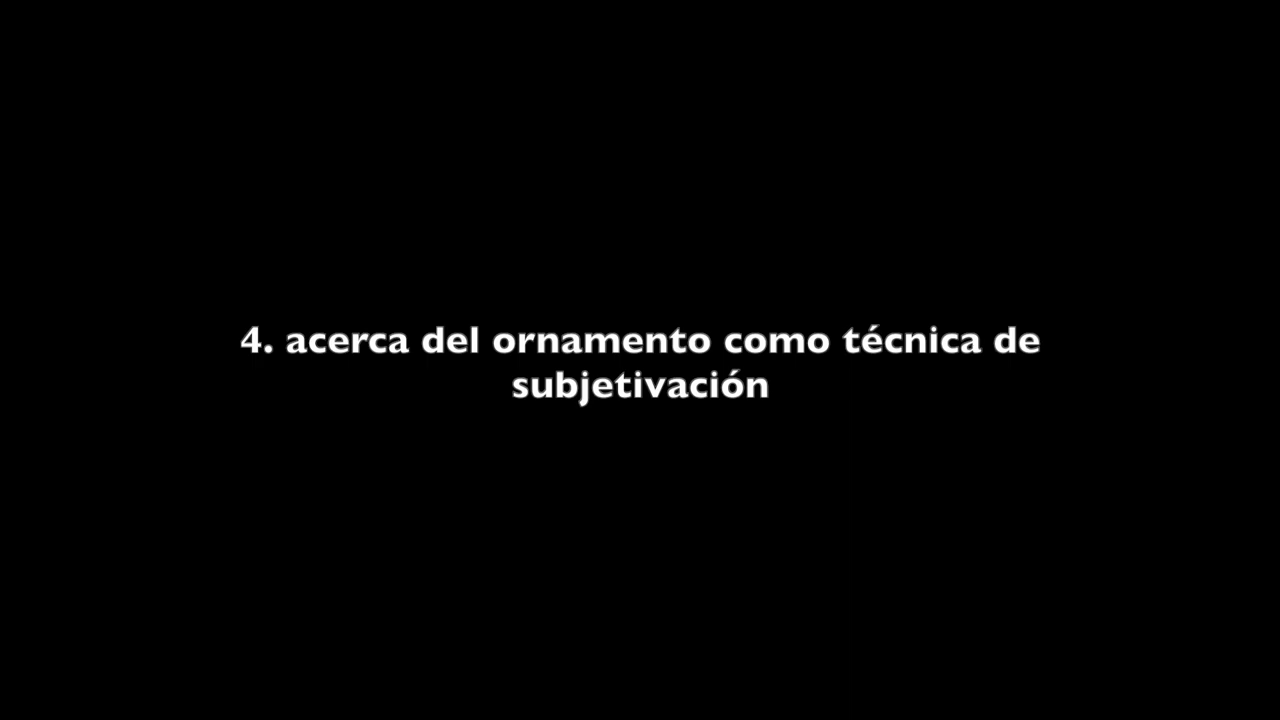 4. acerca del ornamento como técnica de
subjetivación